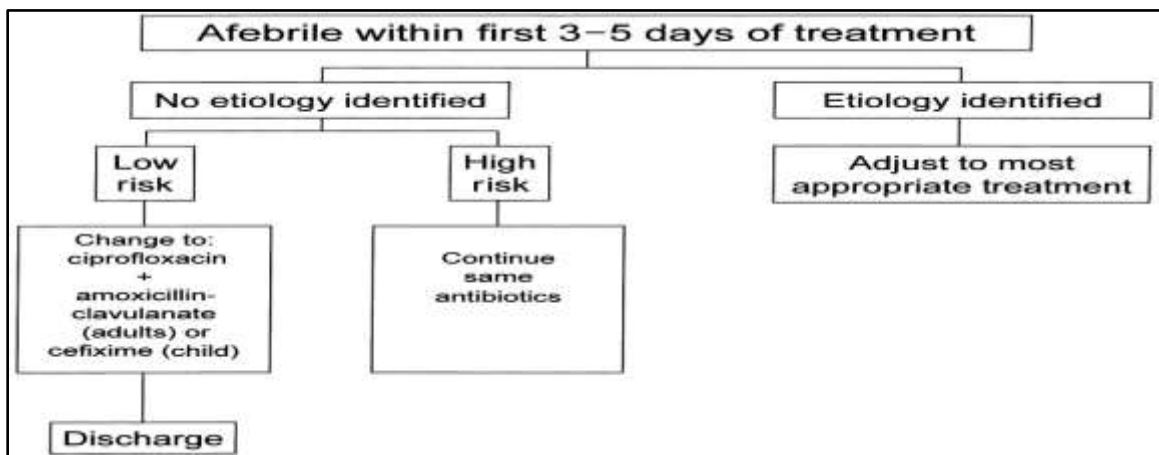 Afebrile within first 3–5 days of treatment
No etiology identified
Etiology identified
Low
risk
High
risk
Adjust to most
appropriate treatment
Change to:
ciprofloxacin
+
amoxicillin-
clavulanate
(adults) or
cefixime (child)
Continue
same
antibiotics
Discharge